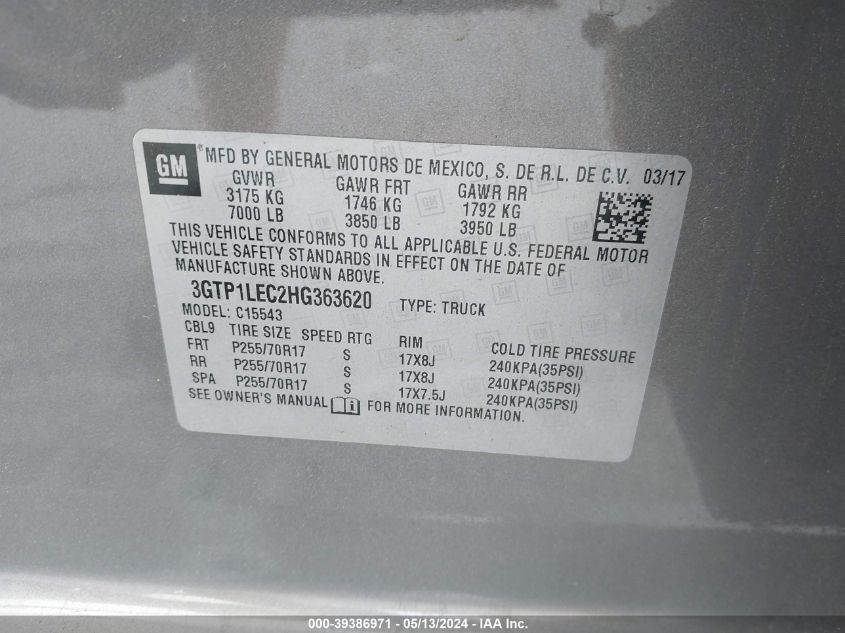 GM ® MFD BY GENERAL MOTORS DE MEXICO, S. DE R.L. DE C.V. 03/17
GVWR GAWR FRT GAWR RR
3175 KG 1746 KG 1792 KG
7000 LB 3850 LB 3950 LB
THIS VEHICLE CONFORMS TO ALL APPLICABLE U.S. FEDERAL MOTOR
VEHICLE SAFETY STANDARDS IN EFFECT ON THE DATE OF
MANUFACTURE SHOWN ABOVE.
3GTP1LEC2HG363620 TYPE: TRUCK
MODEL: C15543
CBL9 TIRE SIZE SPEED RTG RIM COLD TIRE PRESSURE
FRT P255/70R17 S 17X8J 240KPA(35PSI)
RR P255/70R17 S 17X8J 240KPA(35PSI)
SPA P255/70R17 S 17X7.5J 240KPA(35PSI)
SEE OWNER'S MANUAL FOR MORE INFORMATION.
000-39386971 - 05/13/2024 - IAA Inc.